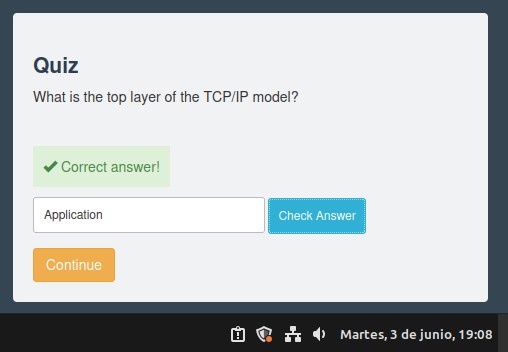 Quiz
What is the top layer of the TCP/IP model?
Correct answer!
Application Check Answer
Continue
Martes, 3 de junio, 19:08